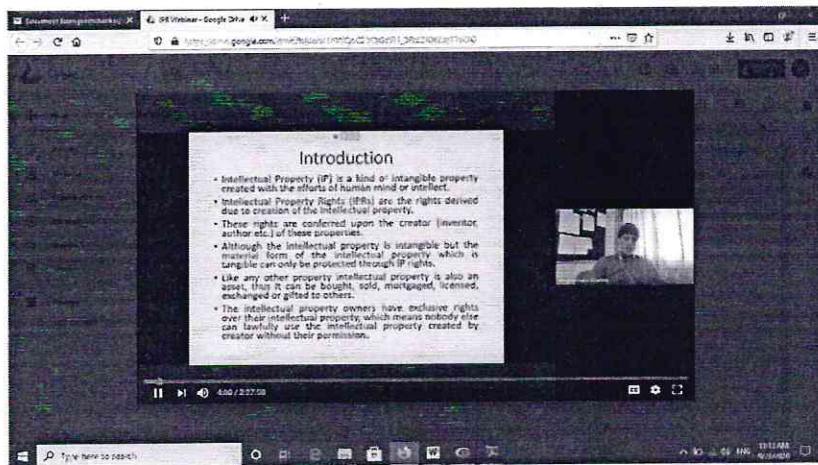 IPR Webinar - Google Drive
Introduction
• Intellectual Property (IP) is a kind of intangible property
created with the efforts of human mind or intellect.
• Intellectual Property Rights (IPRs) are the rights derived
due to creation of the intellectual property.
• These rights are conferred upon the creator (inventor,
author etc.) of these properties.
• Although the intellectual property is intangible but the
material form of the intellectual property which is
tangible can only be protected through IP rights.
• Like any other property intellectual property is also an
asset, thus it can be bought, sold, mortgaged, licensed,
exchanged or gifted to others.
• The intellectual property owners have exclusive rights
over their intellectual property, which means nobody else
can lawfully use the intellectual property created by
creator without their permission.
4:00 / 2:37:50
Type here to search
ENG